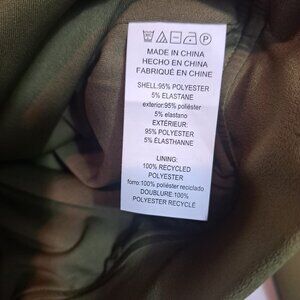 MADE IN CHINA
HECHO EN CHINA
FABRIQUÉ EN CHINE
SHELL:95% POLYESTER
5% ELASTANE
exterior:95% poliéster
5% elastano
EXTÉRIEUR:
95% POLYESTER
5% ÉLASTHANNE
LINING:
100% RECYCLED
POLYESTER
forro:100% poliéster reciclado
DOUBLURE:100%
POLYESTER RECYCLÉ